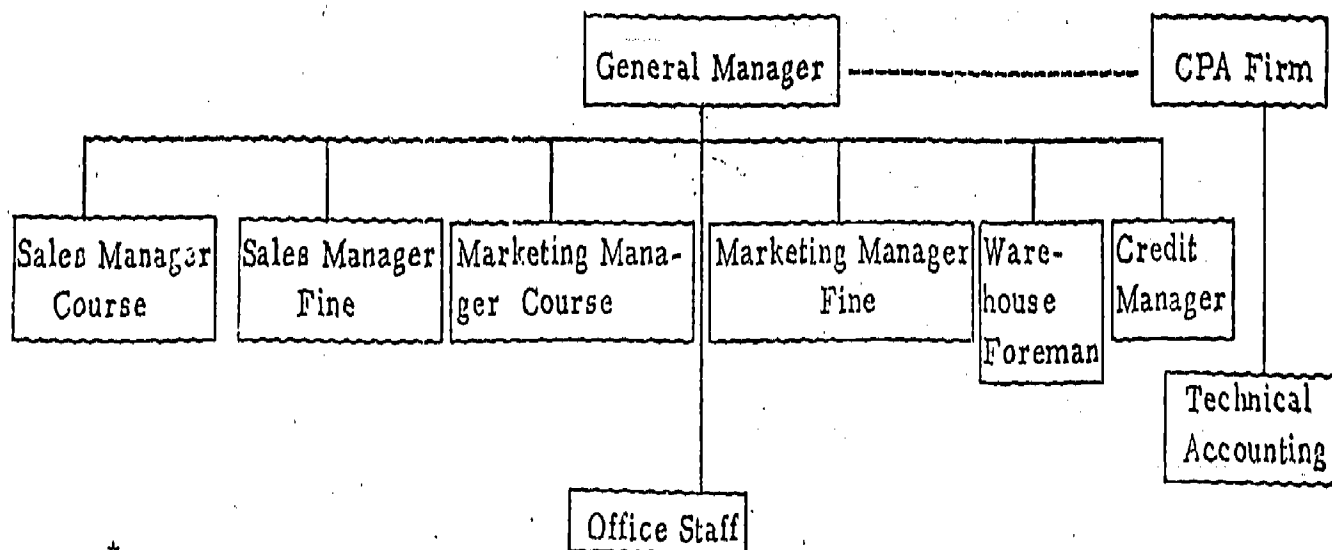 General Manager
CPA Firm
Sales Manager
Course
Sales Manager
Fine
Marketing Mana-
ger Course
Marketing Manager
Fine
Ware-
house
Foreman
Credit
Manager
Technical
Accounting
Office Staff